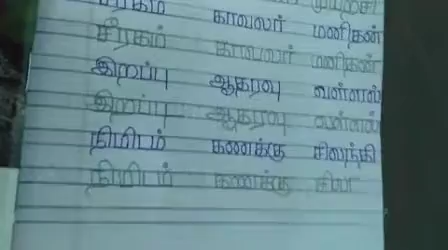 சீரகம் காவலர் மணிகன்
சீரகம் காவலர் மணிகன்
இறப்பு ஆதரவு வள்ளல்
இறப்பு ஆதரவு வள்ளல்
நிமிடம் கணக்கு சிலந்தி
நிமிடம் கணக்கு சில